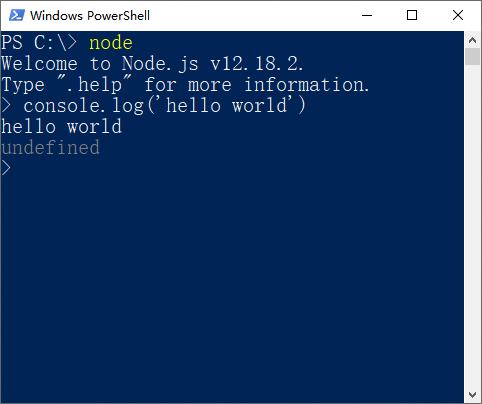 Windows PowerShell
PS C:\> node
Welcome to Node.js v12.18.2.
Type ".help" for more information.
> console.log('hello world')
hello world
undefined
>